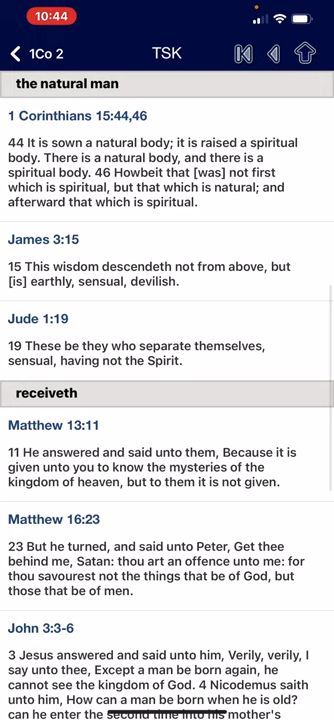 10:44
1Co 2
TSK
the natural man
1 Corinthians 15:44,46
44 It is sown a natural body; it is raised a spiritual
body. There is a natural body, and there is a
spiritual body. 46 Howbeit that [was] not first
which is spiritual, but that which is natural; and
afterward that which is spiritual.
James 3:15
15 This wisdom descendeth not from above, but
[is] earthly, sensual, devilish.
Jude 1:19
19 These be they who separate themselves,
sensual, having not the Spirit.
receiveth
Matthew 13:11
11 He answered and said unto them, Because it is
given unto you to know the mysteries of the
kingdom of heaven, but to them it is not given.
Matthew 16:23
23 But he turned, and said unto Peter, Get thee
behind me, Satan: thou art an offence unto me: for
thou savourest not the things that be of God, but
those that be of men.
John 3:3-6
3 Jesus answered and said unto him, Verily, verily, I
say unto thee, Except a man be born again, he
cannot see the kingdom of God. 4 Nicodemus saith
unto him, How can a man be born when he is old?
can he enter the second time into his mother's